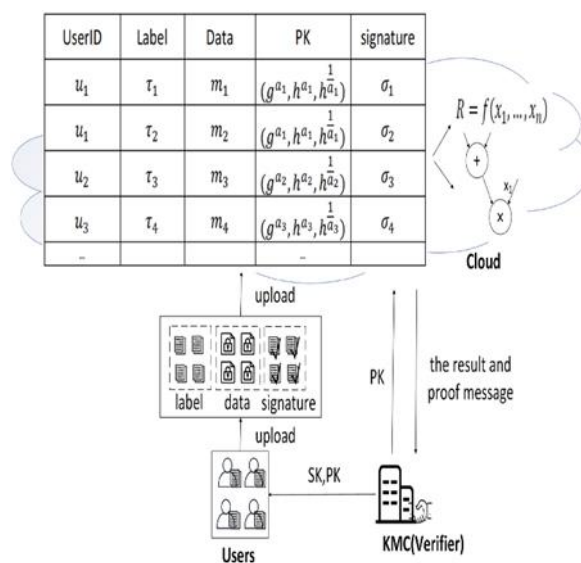 UserID Label Data PK signature
u₁ τ₁ m₁ (g^{a₁}, h^{a₁}, h^{1/a₁}) σ₁
u₁ τ₂ m₂ (g^{a₁}, h^{a₁}, h^{1/a₁}) σ₂
u₂ τ₃ m₃ (g^{a₂}, h^{a₂}, h^{1/a₂}) σ₃
u₃ τ₄ m₄ (g^{a₃}, h^{a₃}, h^{1/a₃}) σ₄
.. .. .. .. ..
R = f(x₁,...,xₙ)
+
x₁
×
Cloud
upload
label data signature
upload
PK
the result and
proof message
SK,PK
Users
KMC(Verifier)